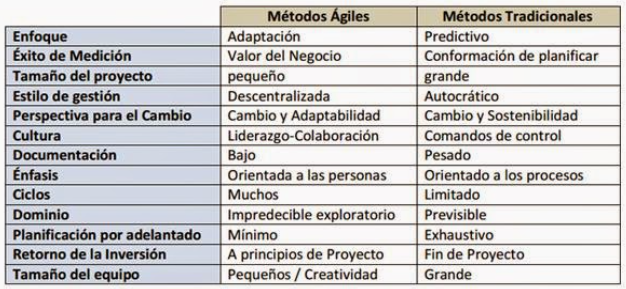 Métodos Ágiles Métodos Tradicionales
Enfoque Adaptación Predictivo
Éxito de Medición Valor del Negocio Conformación de planificar
Tamaño del proyecto pequeño grande
Estilo de gestión Descentralizada Autocrático
Perspectiva para el Cambio Cambio y Adaptabilidad Cambio y Sostenibilidad
Cultura Liderazgo-Colaboración Comandos de control
Documentación Bajo Pesado
Énfasis Orientada a las personas Orientado a los procesos
Ciclos Muchos Limitado
Dominio Impredecible exploratorio Previsible
Planificación por adelantado Mínimo Exhaustivo
Retorno de la Inversión A principios de Proyecto Fin de Proyecto
Tamaño del equipo Pequeños / Creatividad Grande